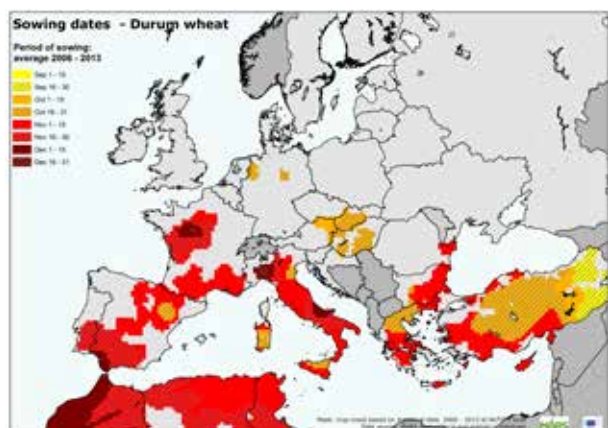 Sowing dates - Durum wheat
Period of sowing:
average 2006 - 2013
Sep 1 - 15
Sep 16 - 30
Oct 1 - 15
Oct 16 - 31
Nov 1 - 15
Nov 16 - 30
Dec 1 - 15
Dec 16 - 31